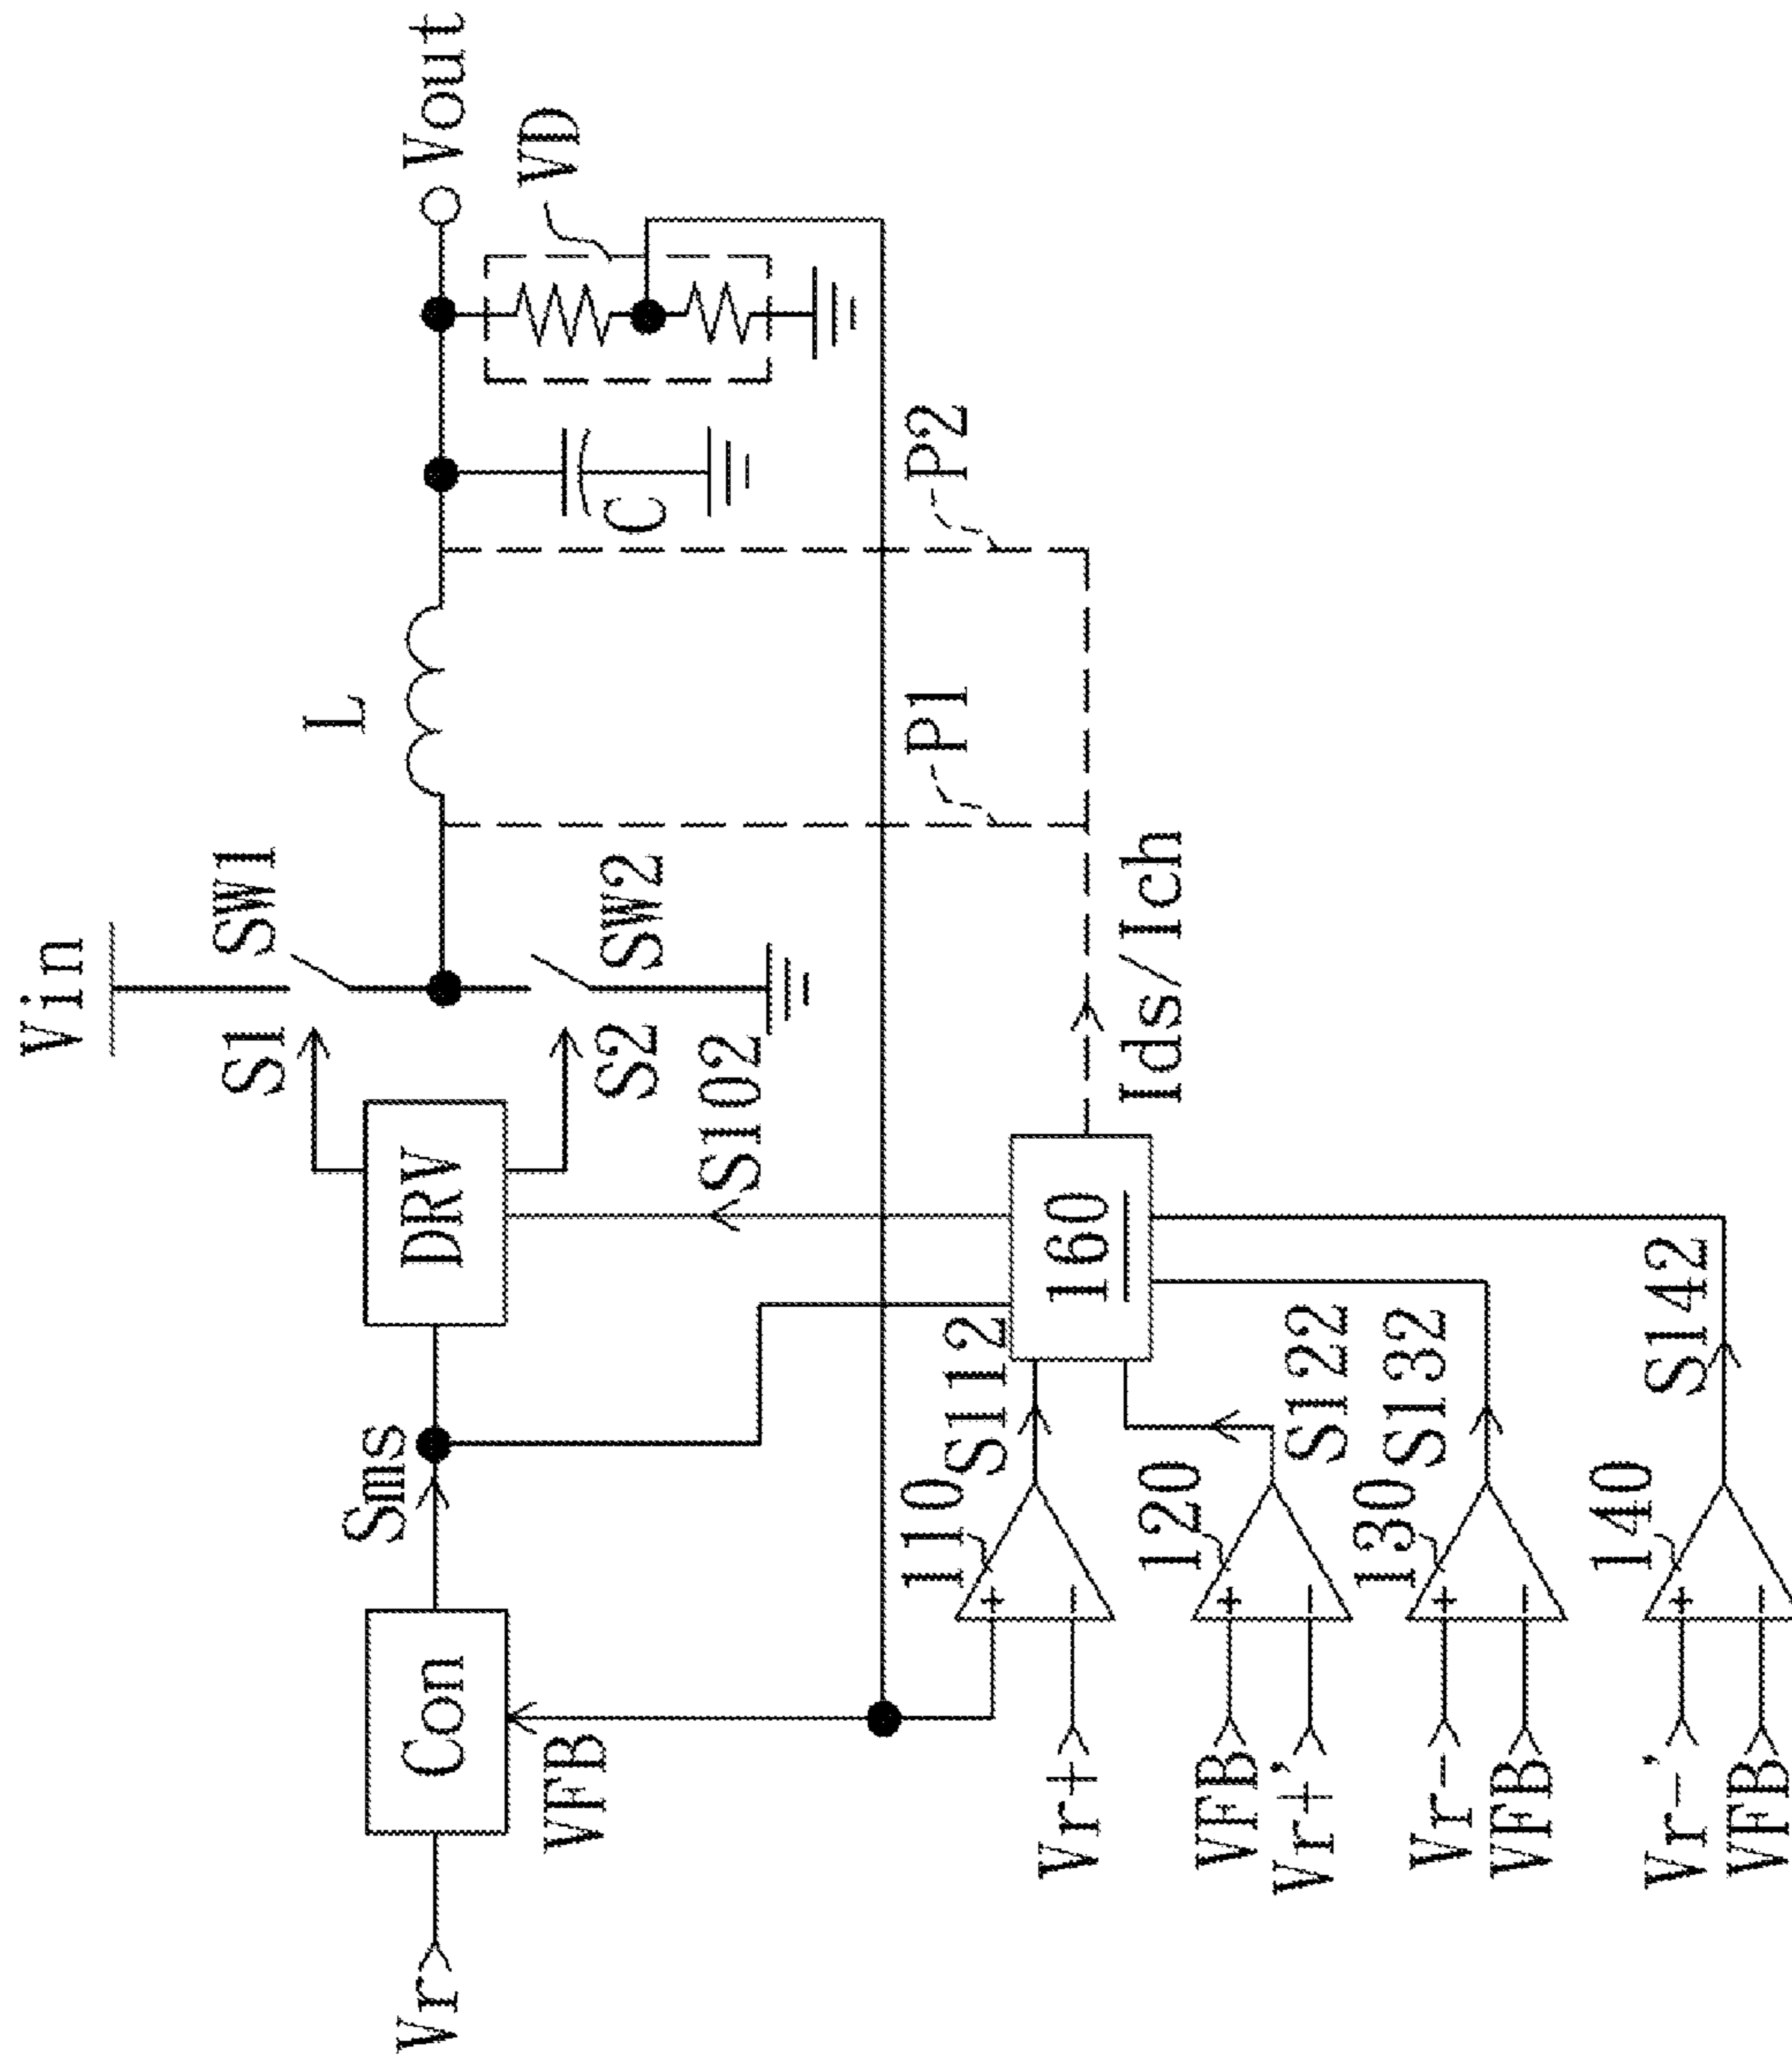 Vin
S1
SW1
L
Vout
VD
Sms
DRV
S2
SW2
C
Vr
Con
S102
VFB
P1
P2
110
S112
160
Ids/Ich
Vr+
120
S122
VFB
Vr+'
130
S132
Vr-
VFB
140
S142
Vr-'
VFB